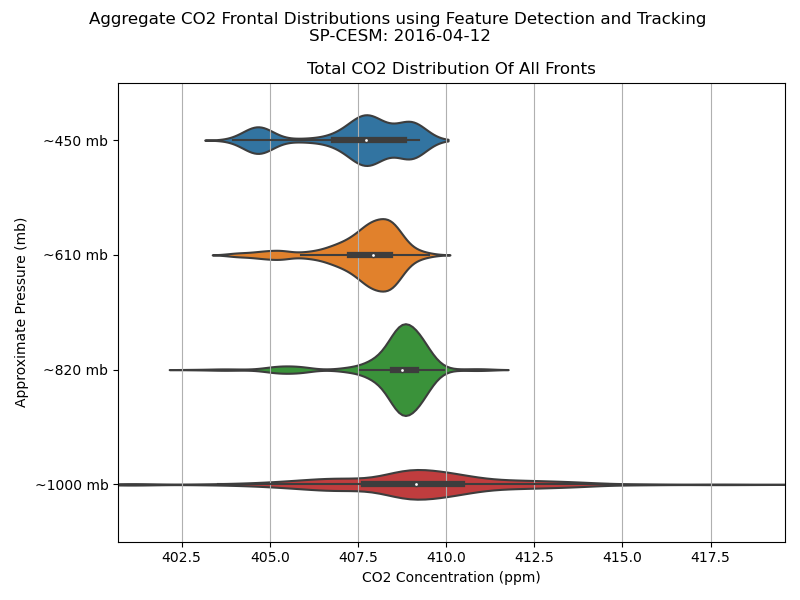 Aggregate CO2 Frontal Distributions using Feature Detection and Tracking
SP-CESM: 2016-04-12
Total CO2 Distribution Of All Fronts
~450 mb
~610 mb
~820 mb
~1000 mb
Approximate Pressure (mb)
402.5 405.0 407.5 410.0 412.5 415.0 417.5
CO2 Concentration (ppm)